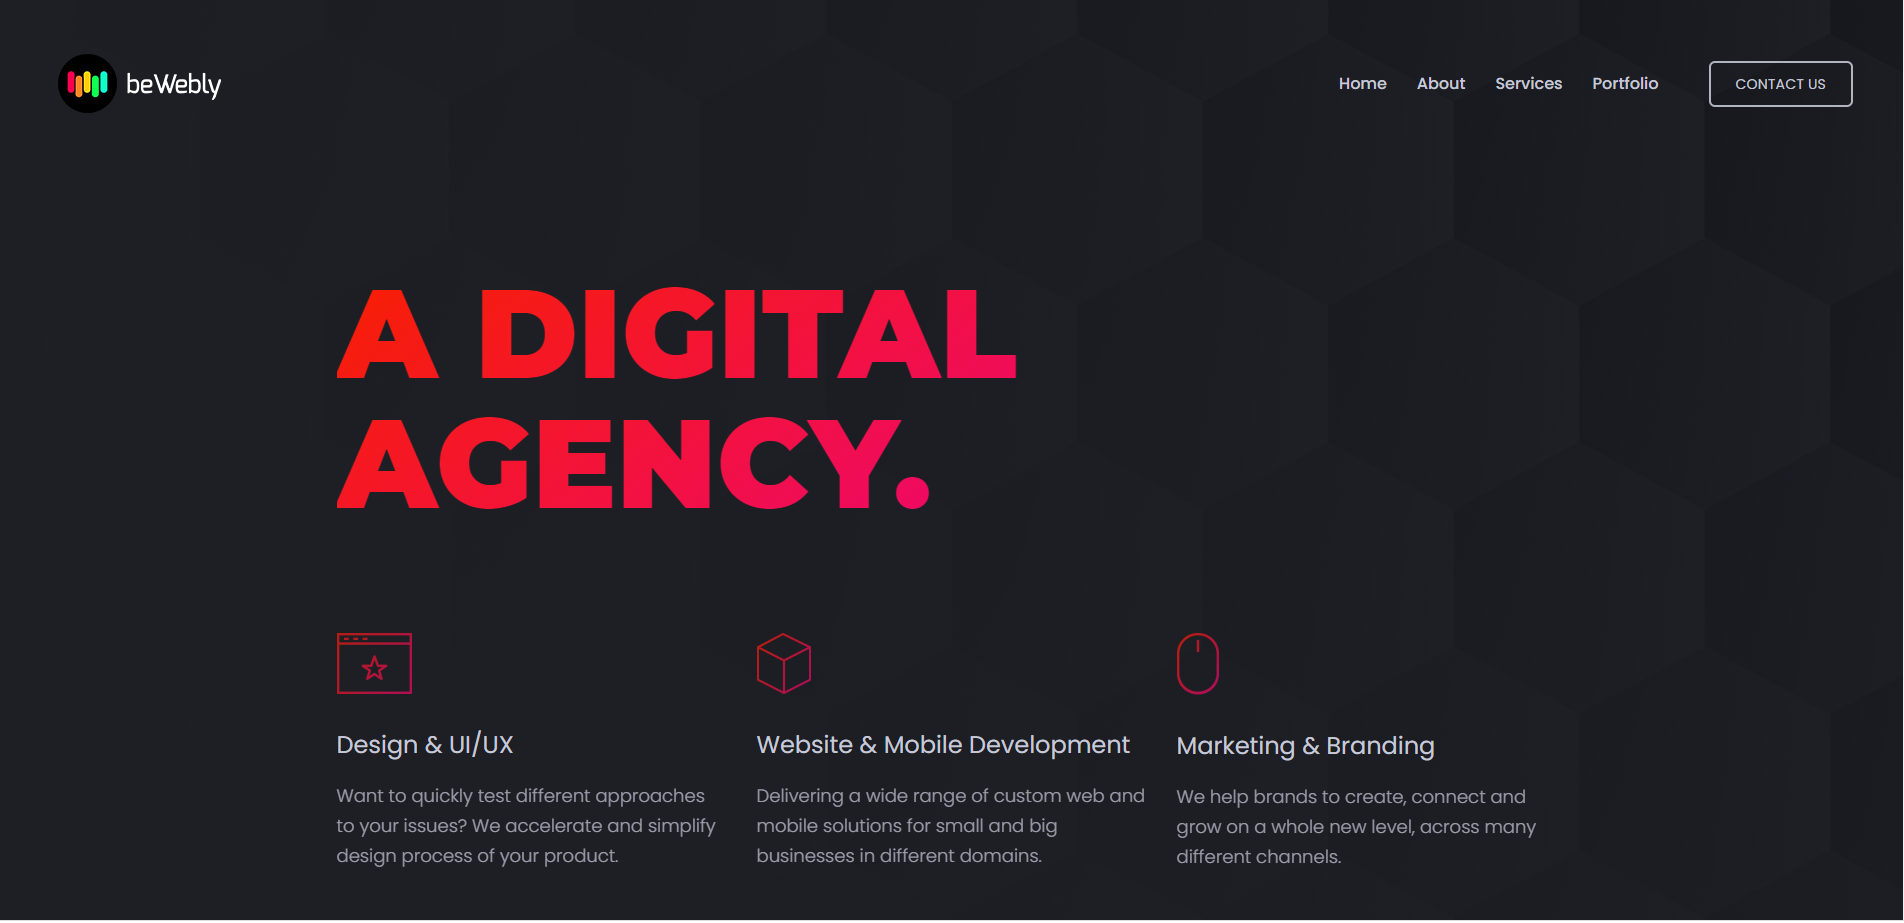 beWebly
Home About Services Portfolio CONTACT US
A DIGITAL
AGENCY.
Design & UI/UX
Want to quickly test different approaches
to your issues? We accelerate and simplify
design process of your product.
Website & Mobile Development
Delivering a wide range of custom web and
mobile solutions for small and big
businesses in different domains.
Marketing & Branding
We help brands to create, connect and
grow on a whole new level, across many
different channels.